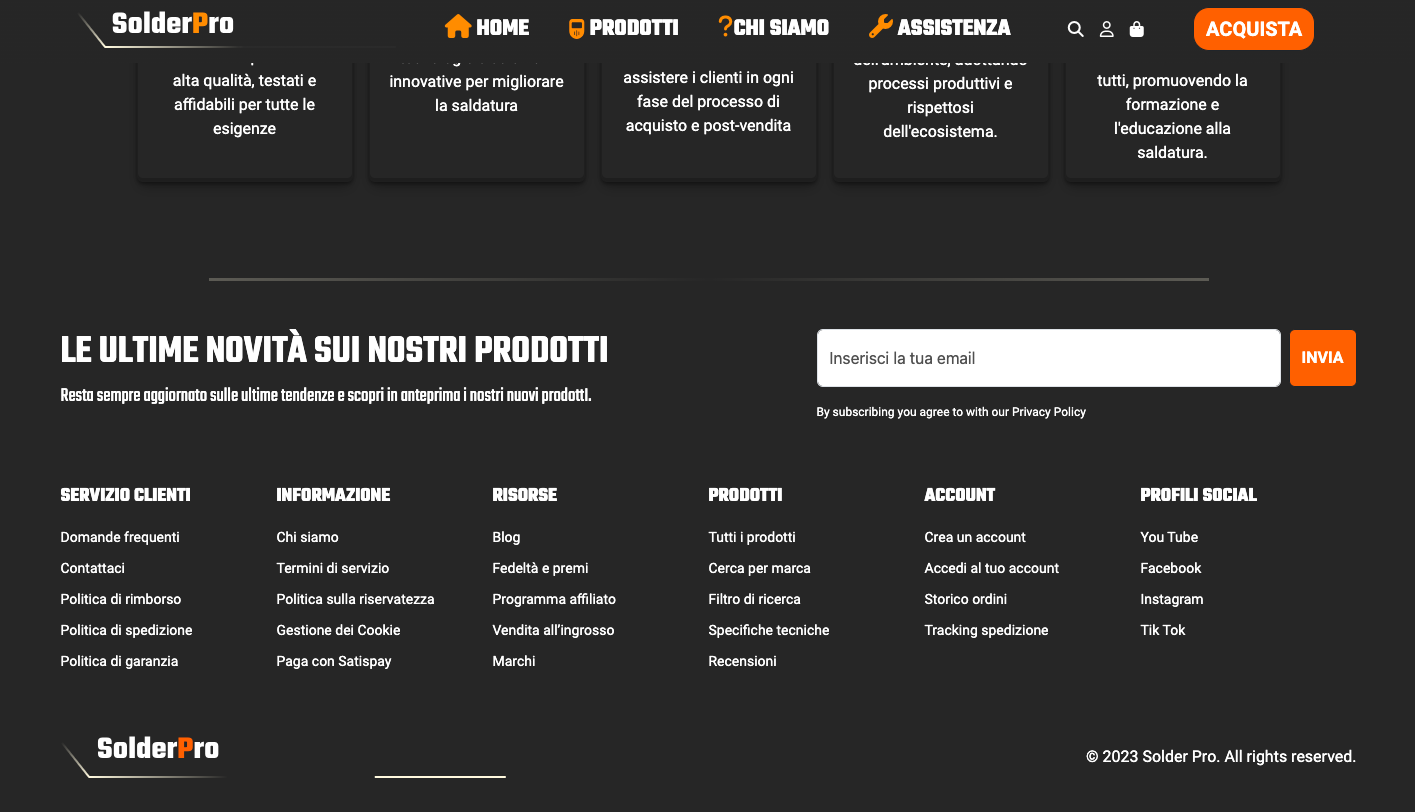 SolderPro
HOME
PRODOTTI
CHI SIAMO
ASSISTENZA
ACQUISTA
alta qualità, testati e
affidabili per tutte le
esigenze
innovative per migliorare
la saldatura
assistere i clienti in ogni
fase del processo di
acquisto e post-vendita
processi produttivi e
rispettosi
dell'ecosistema.
tutti, promuovendo la
formazione e
l'educazione alla
saldatura.
LE ULTIME NOVITÀ SUI NOSTRI PRODOTTI
Resta sempre aggiornato sulle ultime tendenze e scopri in anteprima i nostri nuovi prodottI.
Inserisci la tua email
INVIA
By subscribing you agree to with our Privacy Policy
SERVIZIO CLIENTI
Domande frequenti
Contattaci
Politica di rimborso
Politica di spedizione
Politica di garanzia
INFORMAZIONE
Chi siamo
Termini di servizio
Politica sulla riservatezza
Gestione dei Cookie
Paga con Satispay
RISORSE
Blog
Fedeltà e premi
Programma affiliato
Vendita all’ingrosso
Marchi
PRODOTTI
Tutti i prodotti
Cerca per marca
Filtro di ricerca
Specifiche tecniche
Recensioni
ACCOUNT
Crea un account
Accedi al tuo account
Storico ordini
Tracking spedizione
PROFILI SOCIAL
You Tube
Facebook
Instagram
Tik Tok
SolderPro
© 2023 Solder Pro. All rights reserved.